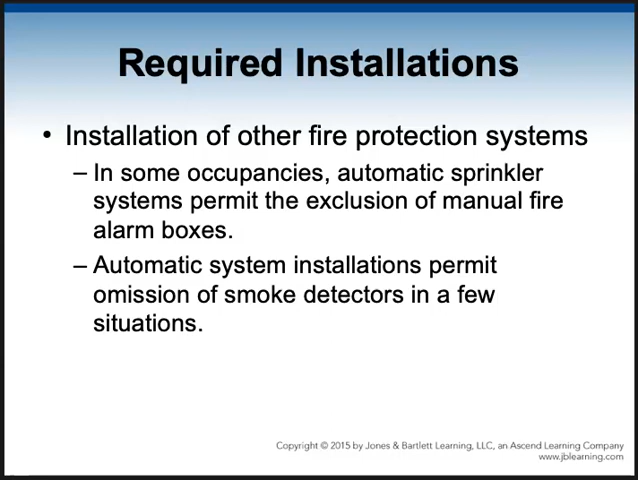 Required Installations
• Installation of other fire protection systems
– In some occupancies, automatic sprinkler
systems permit the exclusion of manual fire
alarm boxes.
– Automatic system installations permit
omission of smoke detectors in a few
situations.
Copyright © 2015 by Jones & Bartlett Learning, LLC, an Ascend Learning Company
www.jblearning.com